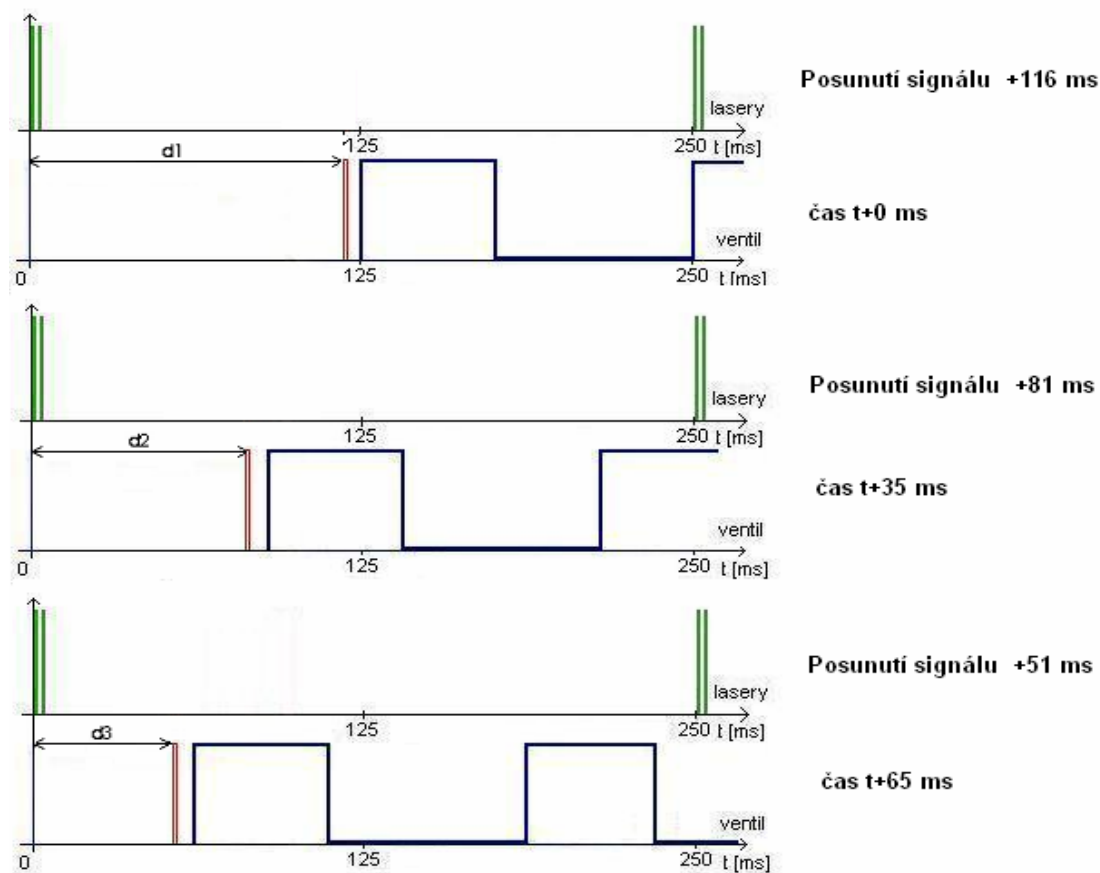 Posunutí signálu +116 ms
lasery
125
250 t [ms]
d1
čas t+0 ms
ventil
0
125
250
t [ms]
Posunutí signálu +81 ms
lasery
125
250 t [ms]
d2
čas t+35 ms
ventil
0
125
250
t [ms]
Posunutí signálu +51 ms
lasery
125
250 t [ms]
d3
čas t+65 ms
ventil
0
125
250 t [ms]